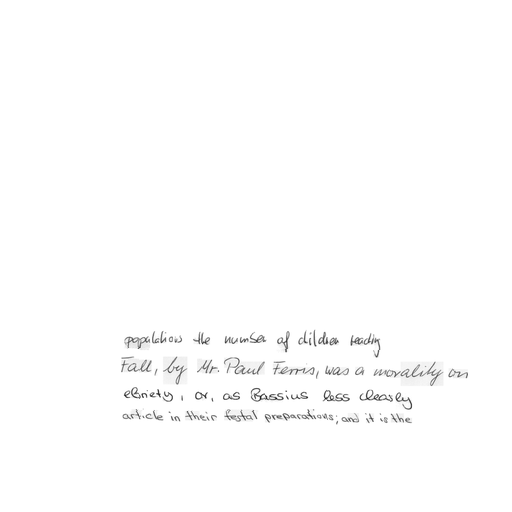 population the number of children reading
Fall, by Mr. Paul Ferris, was a morality on
ebriety, or, as Bassius less clearly
article in their festal preparations; and it is the